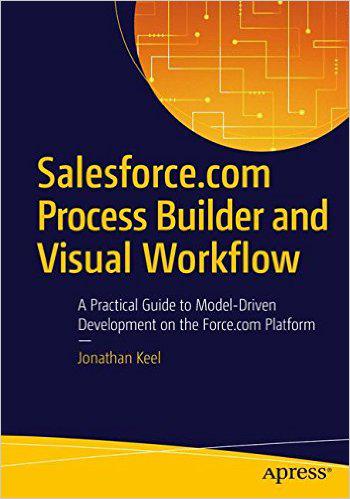 Salesforce.com
Process Builder and
Visual Workflow
A Practical Guide to Model-Driven
Development on the Force.com Platform
—
Jonathan Keel
Apress®